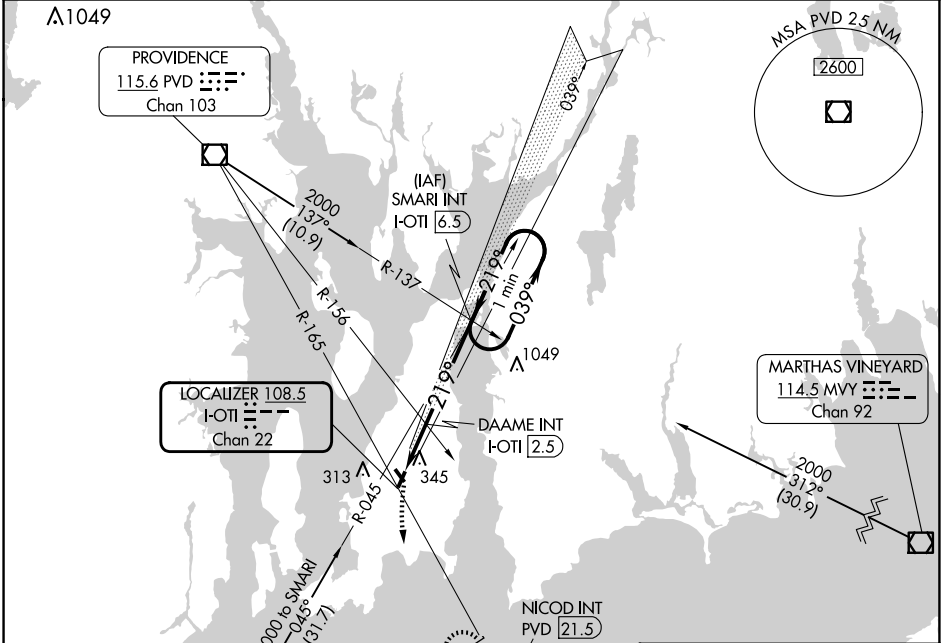 1049
PROVIDENCE
115.6 PVD
Chan 103
MSA PVD 25 NM
2600
039°
(IAF)
SMARI INT
I-OTI 6.5
2000
137°
(10.9)
R-137
219°
1 min
039°
R-156
R-165
1049
219°
LOCALIZER 108.5
I-OTI
Chan 22
MARTHAS VINEYARD
114.5 MVY
Chan 92
DAAME INT
I-OTI 2.5
313
345
R-045
2000
312°
(30.9)
000 to SMARI
045°
(31.7)
NICOD INT
PVD 21.5